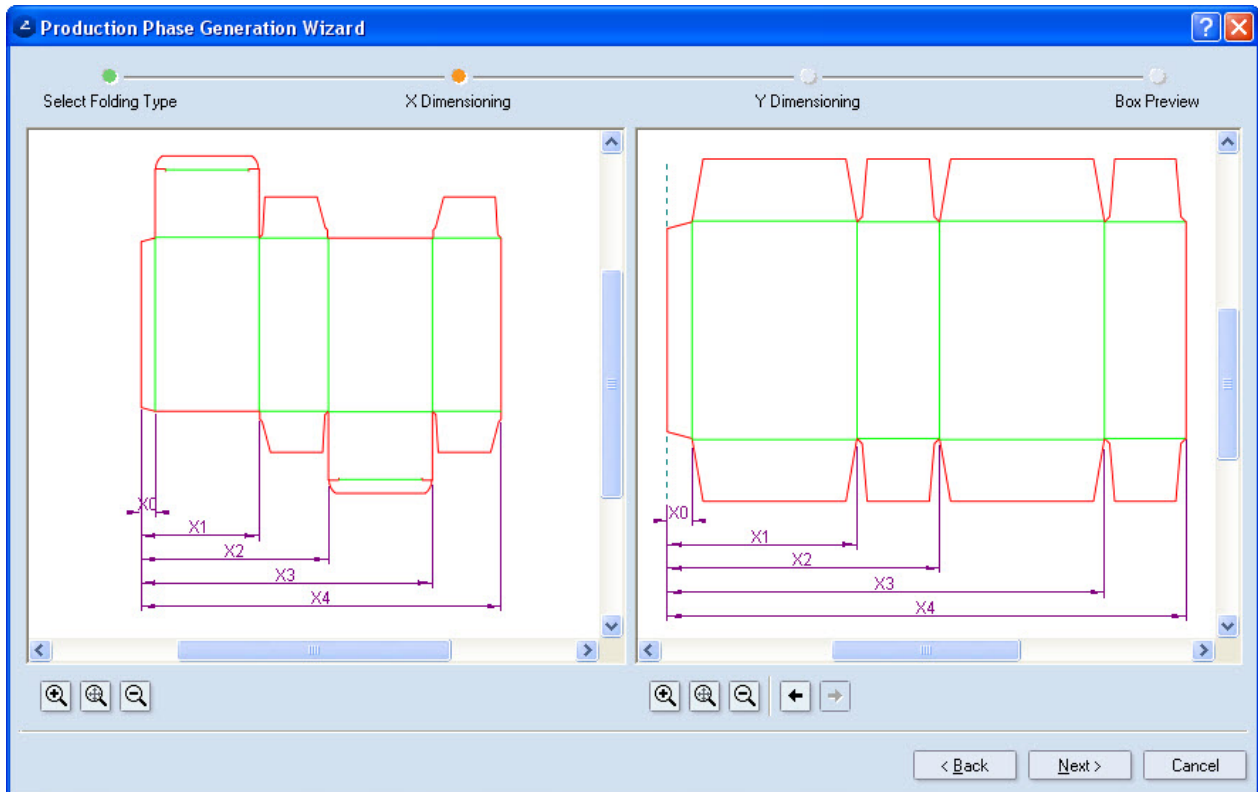 Production Phase Generation Wizard
Select Folding Type
X Dimensioning
Y Dimensioning
Box Preview
X0
X1
X2
X3
X4
X0
X1
X2
X3
X4
< Back
Next >
Cancel